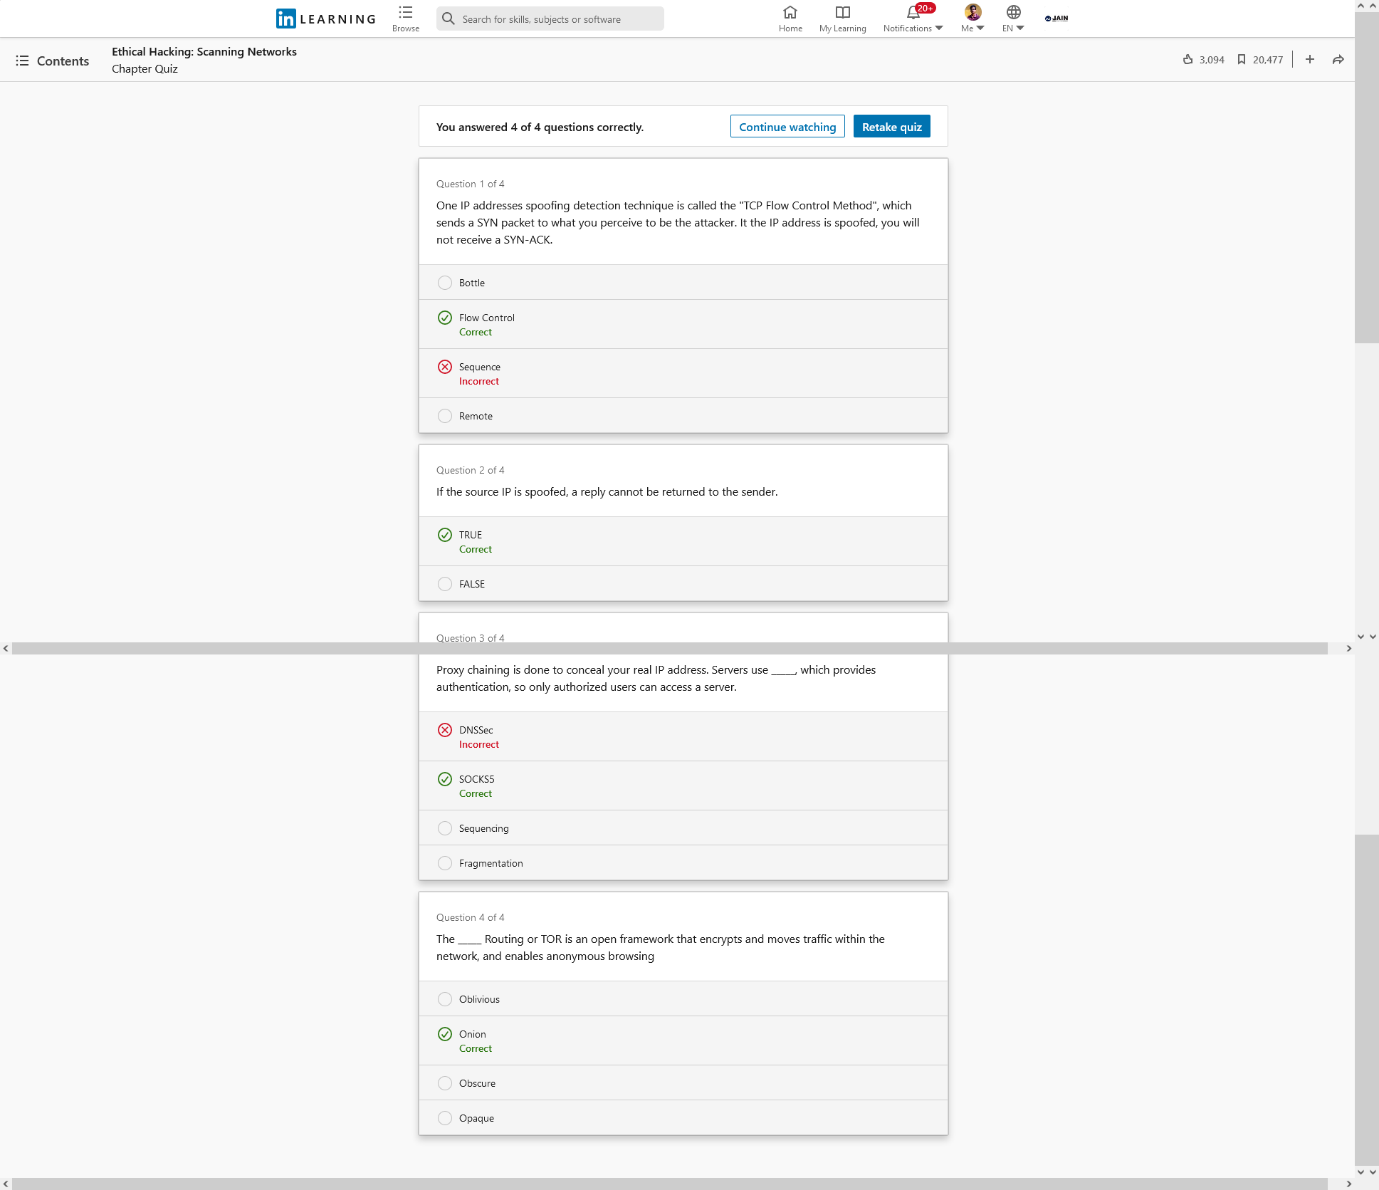 in LEARNING
Browse
Search for skills, subjects or software
Home
My Learning
20+
Notifications
Me
EN
JAIN
Contents
Ethical Hacking: Scanning Networks
Chapter Quiz
3,094
20,477
You answered 4 of 4 questions correctly.
Continue watching
Retake quiz
Question 1 of 4
One IP addresses spoofing detection technique is called the "TCP Flow Control Method", which
sends a SYN packet to what you perceive to be the attacker. It the IP address is spoofed, you will
not receive a SYN-ACK.
Bottle
Flow Control
Correct
Sequence
Incorrect
Remote
Question 2 of 4
If the source IP is spoofed, a reply cannot be returned to the sender.
TRUE
Correct
FALSE
Question 3 of 4
Proxy chaining is done to conceal your real IP address. Servers use ____, which provides
authentication, so only authorized users can access a server.
DNSSec
Incorrect
SOCKS5
Correct
Sequencing
Fragmentation
Question 4 of 4
The ____ Routing or TOR is an open framework that encrypts and moves traffic within the
network, and enables anonymous browsing
Oblivious
Onion
Correct
Obscure
Opaque